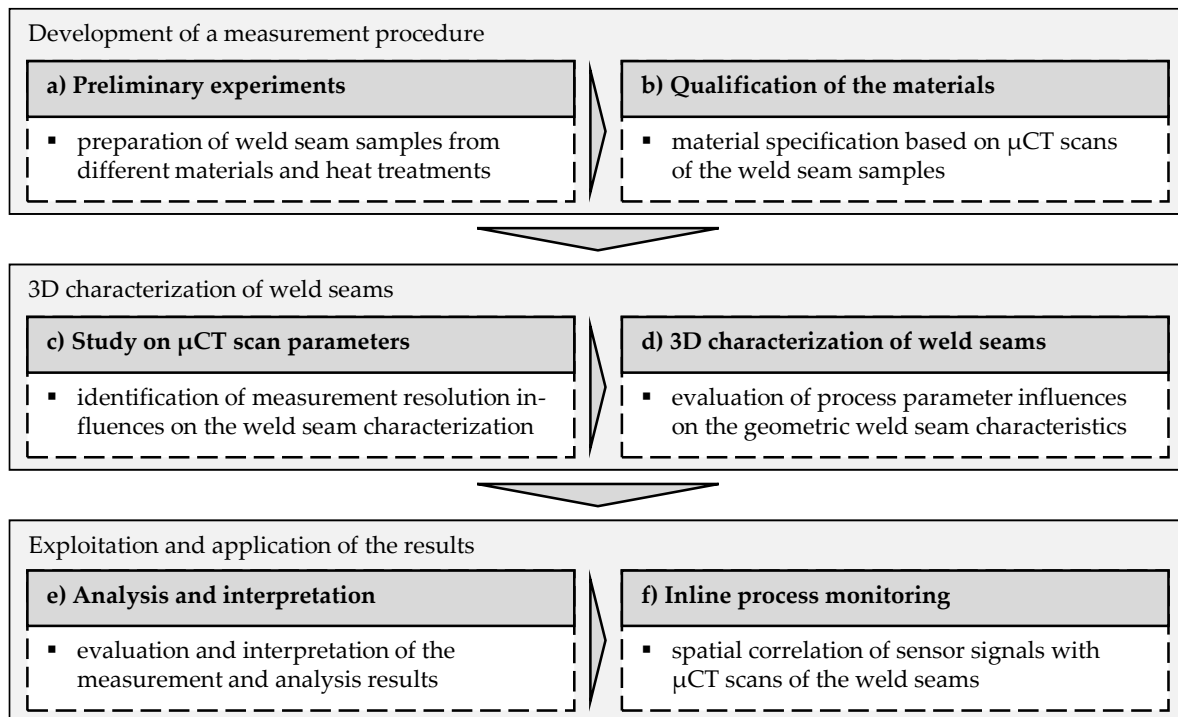 Development of a measurement procedure
a) Preliminary experiments
▪ preparation of weld seam samples from
different materials and heat treatments
b) Qualification of the materials
▪ material specification based on µCT scans
of the weld seam samples
3D characterization of weld seams
c) Study on µCT scan parameters
▪ identification of measurement resolution in-
fluences on the weld seam characterization
d) 3D characterization of weld seams
▪ evaluation of process parameter influences
on the geometric weld seam characteristics
Exploitation and application of the results
e) Analysis and interpretation
▪ evaluation and interpretation of the
measurement and analysis results
f) Inline process monitoring
▪ spatial correlation of sensor signals with
µCT scans of the weld seams